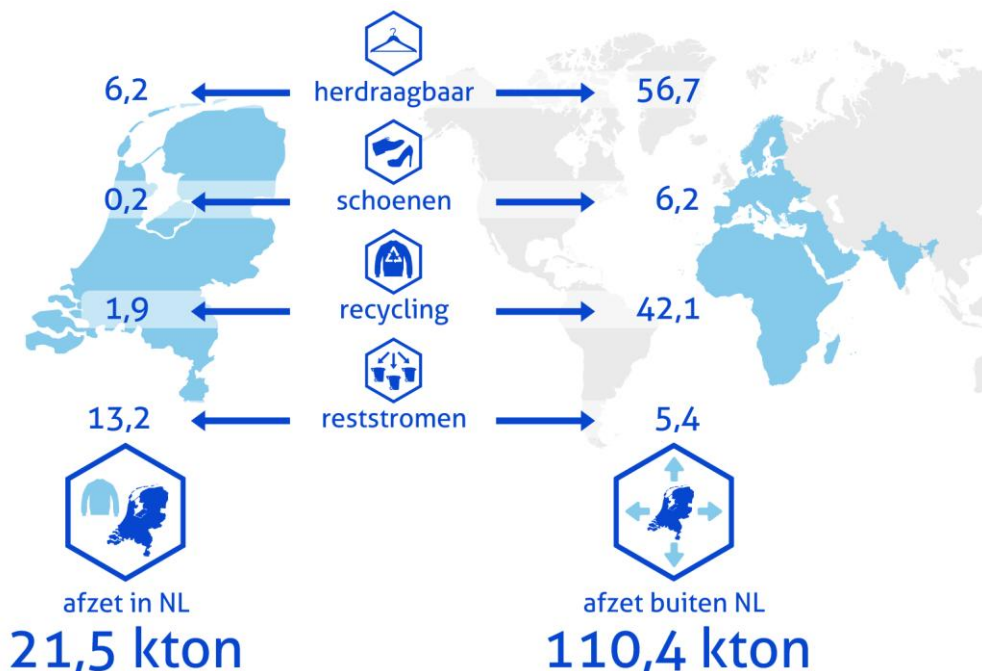 6,2 herdraagbaar 56,7
0,2 schoenen 6,2
1,9 recycling 42,1
13,2 reststromen 5,4
afzet in NL afzet buiten NL
21,5 kton 110,4 kton